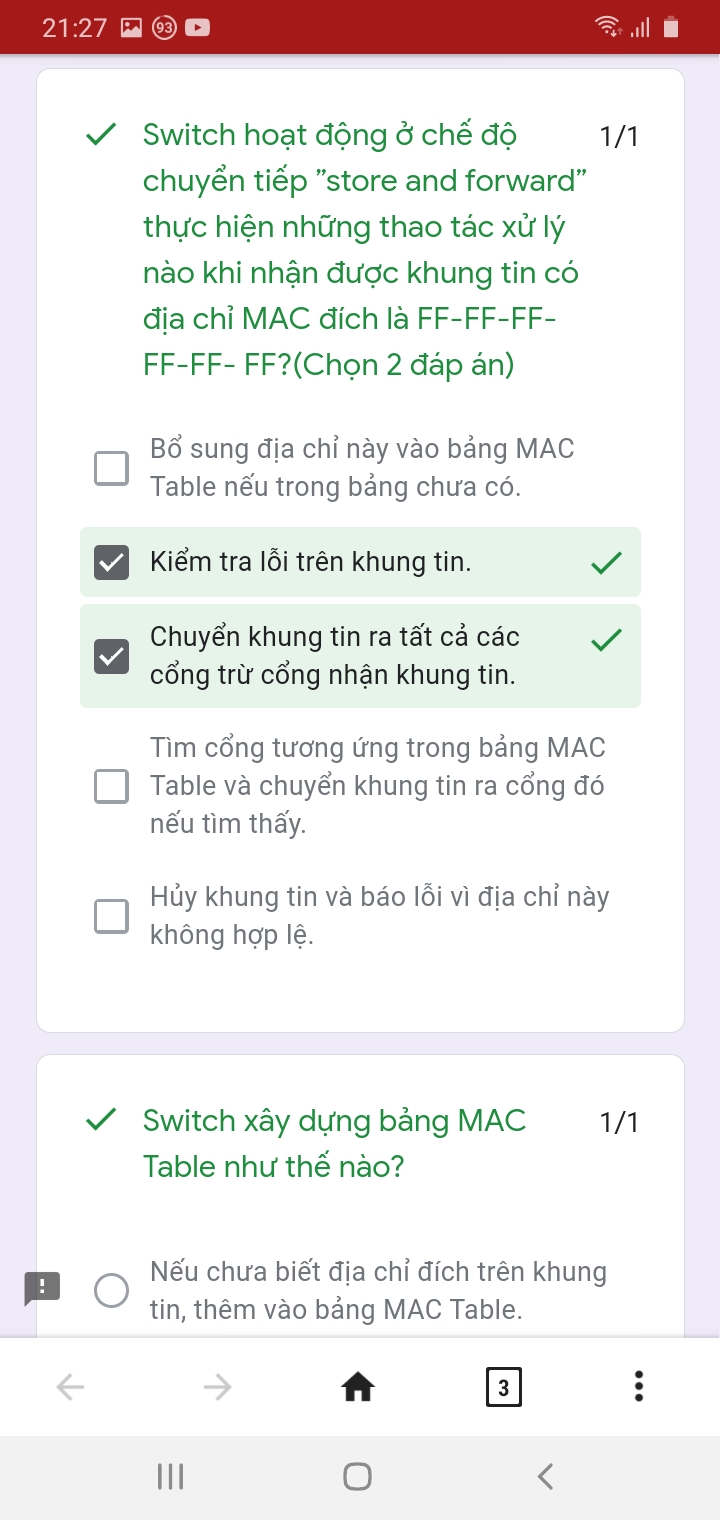 21:27
93
Switch hoạt động ở chế độ
1/1
chuyển tiếp ”store and forward”
thực hiện những thao tác xử lý
nào khi nhận được khung tin có
địa chỉ MAC đích là FF-FF-FF-
FF-FF- FF?(Chọn 2 đáp án)
Bổ sung địa chỉ này vào bảng MAC
Table nếu trong bảng chưa có.
Kiểm tra lỗi trên khung tin.
Chuyển khung tin ra tất cả các
cổng trừ cổng nhận khung tin.
Tìm cổng tương ứng trong bảng MAC
Table và chuyển khung tin ra cổng đó
nếu tìm thấy.
Hủy khung tin và báo lỗi vì địa chỉ này
không hợp lệ.
Switch xây dựng bảng MAC
1/1
Table như thế nào?
Nếu chưa biết địa chỉ đích trên khung
tin, thêm vào bảng MAC Table.
3